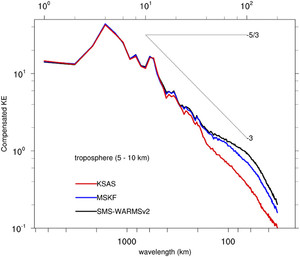 10⁰ 10¹ 10²
-5/3
10¹
Compensated KE
-3
10⁰
troposphere (5 - 10 km)
KSAS
MSKF
SMS-WARMSv2
10⁻¹
1000 100
wavelength (km)